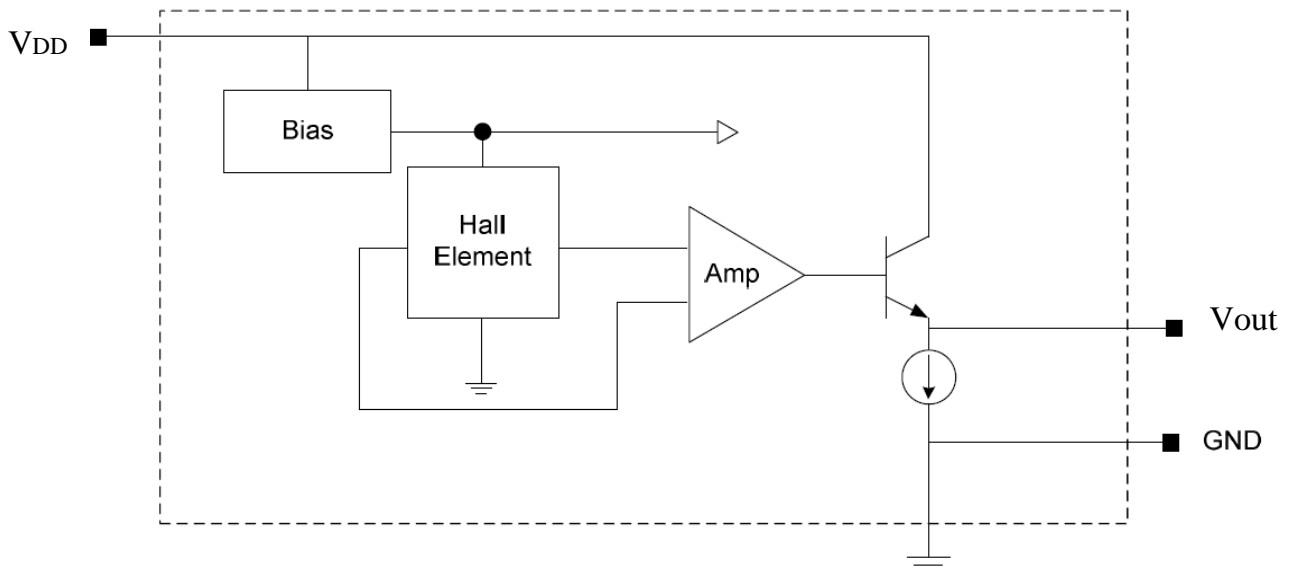 VDD
Bias
Hall
Element
Amp
Vout
GND